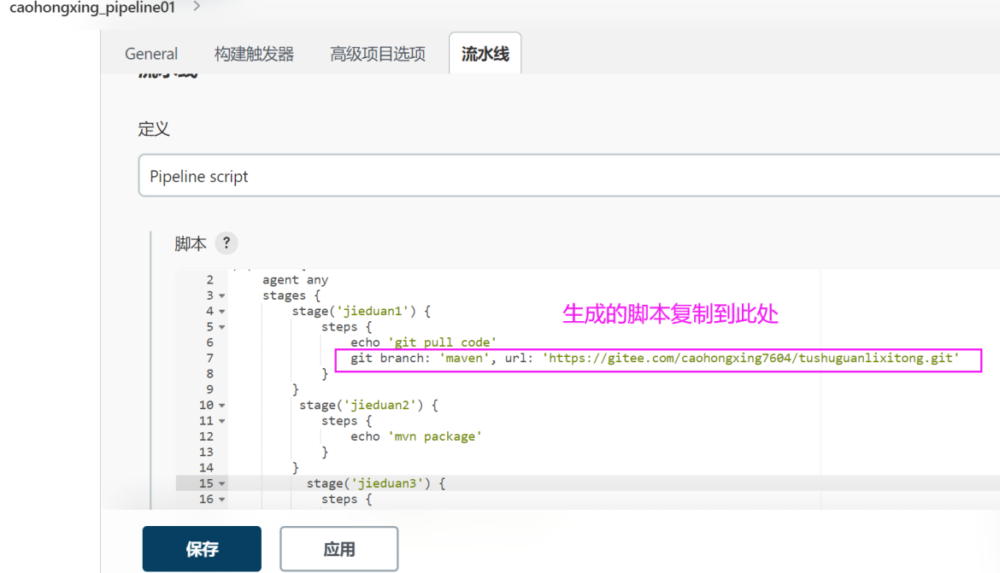 caohongxing_pipeline01 >
General 构建触发器 高级项目选项 流水线
流水线
定义
Pipeline script
脚本 ?
2 agent any
3 stages {
4 stage('jieduan1') {
生成的脚本复制到此处
5 steps {
6 echo 'git pull code'
7 git branch: 'maven', url: 'https://gitee.com/caohongxing7604/tushuguanlixitong.git'
8 }
9 }
10 stage('jieduan2') {
11 steps {
12 echo 'mvn package'
13 }
14 }
15 stage('jieduan3') {
16 steps {
保存 应用